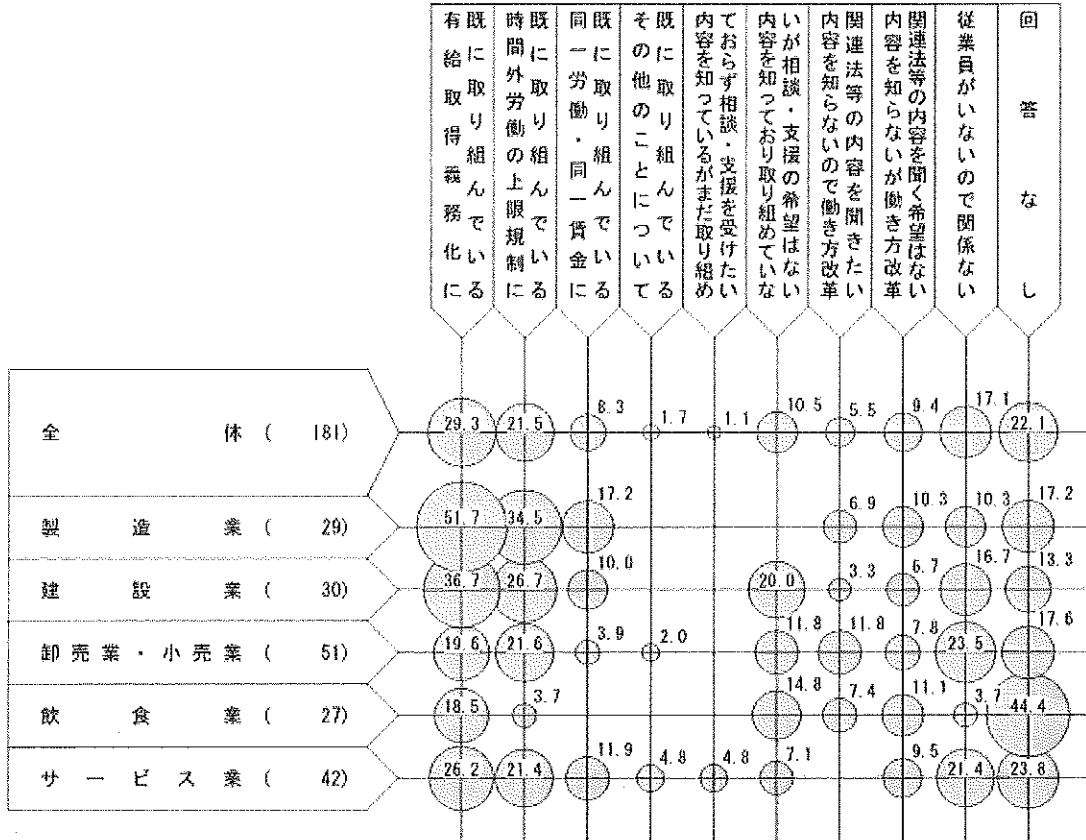 有給取得義務化に
既に取り組んでいる
時間外労働の上限規制に
既に取り組んでいる
同一労働・同一賃金に
既に取り組んでいる
その他のことについて
既に取り組んでいる
内容を知っているがまだ取り組め
ておらず相談・支援を受けたい
内容を知っており取り組めていな
いが相談・支援の希望はない
内容を知らないので働き方改革
関連法等の内容を聞きたい
内容を知らないが働き方改革
関連法等の内容を聞く希望はない
従業員がいないので関係ない
回答なし
全体 ( 181) 29.3 21.5 8.3 1.7 1.1 10.5 5.5 9.4 17.1 22.1
製造業 ( 29) 51.7 34.5 17.2 6.9 10.3 10.3 17.2
建設業 ( 30) 36.7 26.7 10.0 20.0 3.3 6.7 16.7 13.3
卸売業・小売業 ( 51) 19.6 21.6 3.9 2.0 11.8 11.8 7.8 23.5 17.6
飲食業 ( 27) 18.5 3.7 14.8 7.4 11.1 3.7 44.4
サービス業 ( 42) 26.2 21.4 11.9 4.8 4.8 7.1 9.5 21.4 23.8